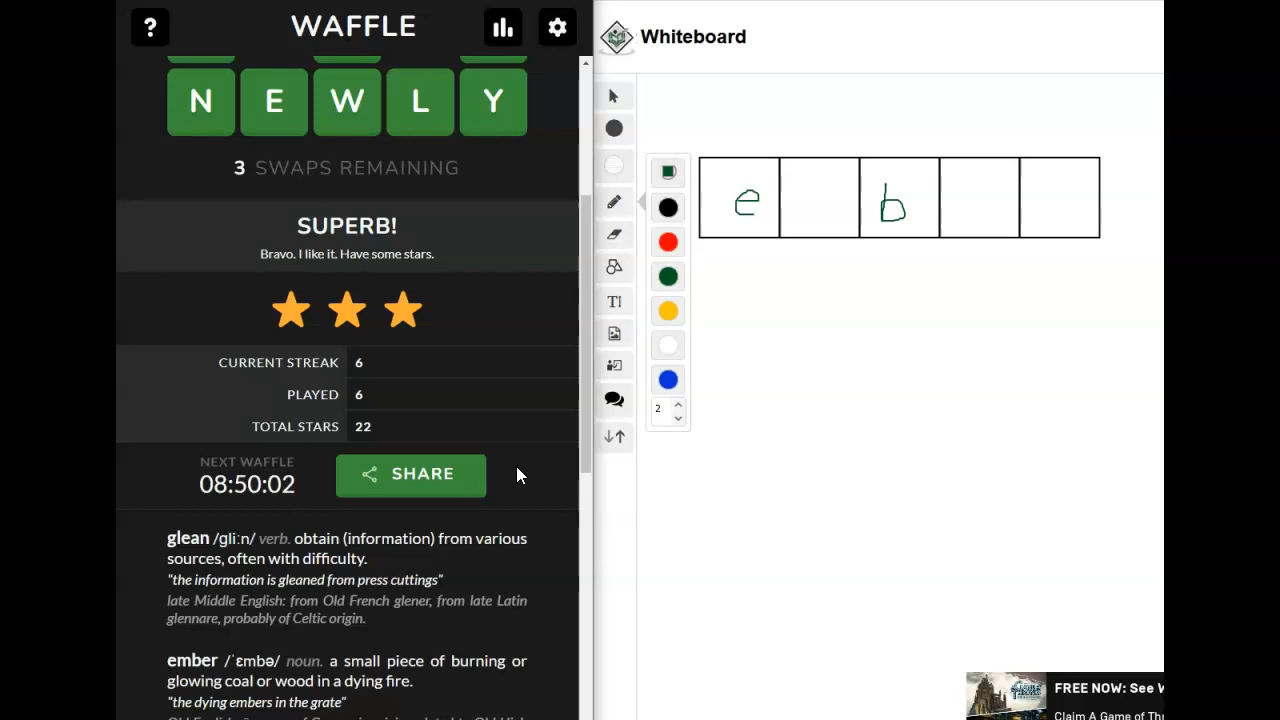 ?
WAFFLE
Whiteboard
N E W L Y
3 SWAPS REMAINING
SUPERB!
Bravo. I like it. Have some stars.
CURRENT STREAK 6
PLAYED 6
TOTAL STARS 22
NEXT WAFFLE
08:50:02
SHARE
glean /ɡliːn/ verb. obtain (information) from various
sources, often with difficulty.
"the information is gleaned from press cuttings"
late Middle English: from Old French glener, from late Latin
glennare, probably of Celtic origin.
ember /ˈɛmbə/ noun. a small piece of burning or
glowing coal or wood in a dying fire.
"the dying embers in the grate"
e b
TI
2
FREE NOW: See W
Claim A Game of Thr